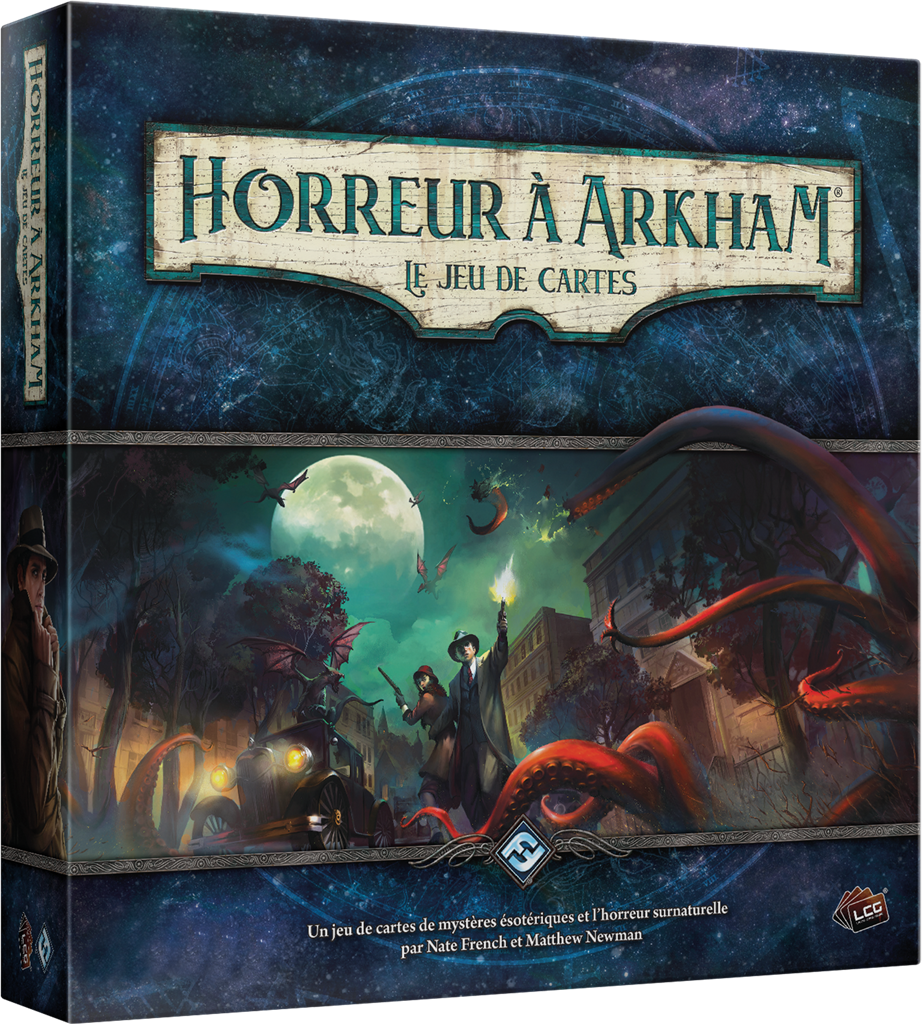 HORREUR À ARKHAM®
LE JEU DE CARTES
HORREUR À ARKHAM
LE JEU DE CARTES
Un jeu de cartes de mystères ésotériques et l'horreur surnaturelle
par Nate French et Matthew Newman
LCG®
LCG